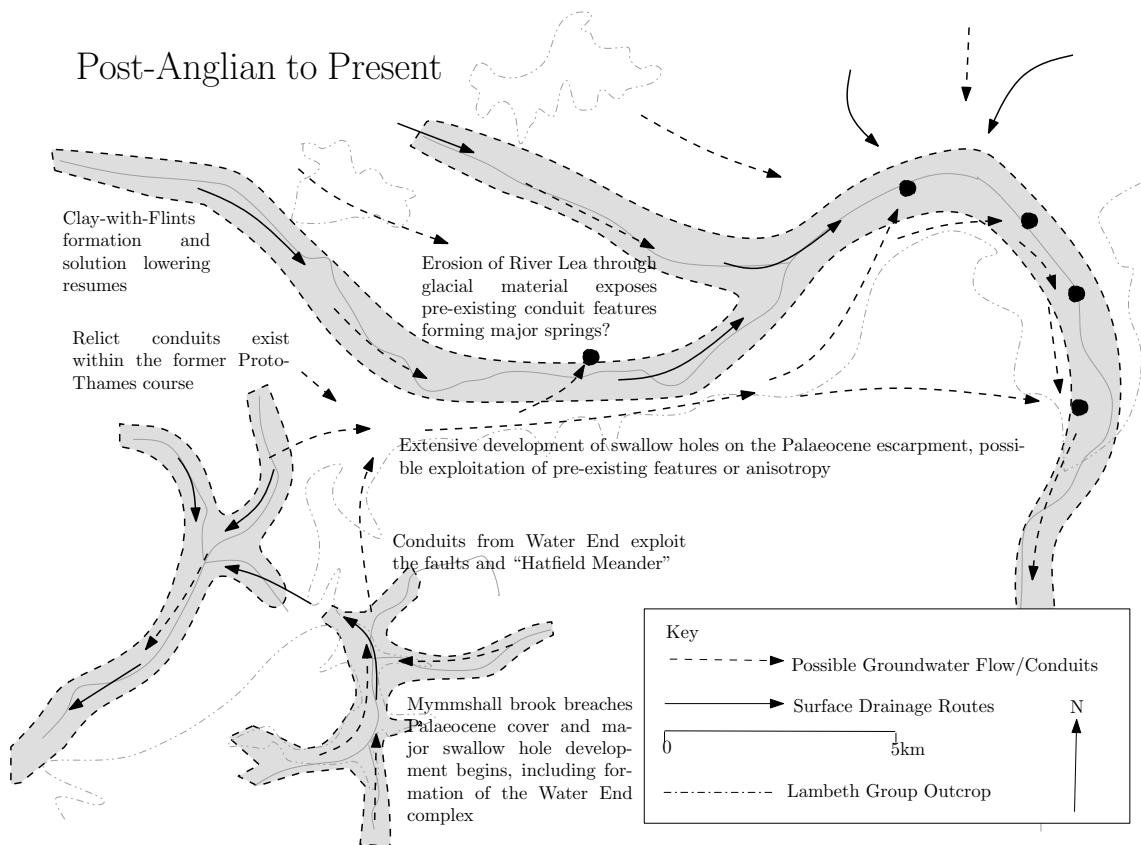 Post-Anglian to Present
Clay-with-Flints
formation and
solution lowering
resumes
Erosion of River Lea through
glacial material exposes
pre-existing conduit features
forming major springs?
Relict conduits exist
within the former Proto-
Thames course
Extensive development of swallow holes on the Palaeocene escarpment, possi-
ble exploitation of pre-existing features or anisotropy
Conduits from Water End exploit
the faults and “Hatfield Meander”
Mymmshall brook breaches
Palaeocene cover and ma-
jor swallow hole develop-
ment begins, including for-
mation of the Water End
complex
Key
Possible Groundwater Flow/Conduits
Surface Drainage Routes
N
0 5km
Lambeth Group Outcrop